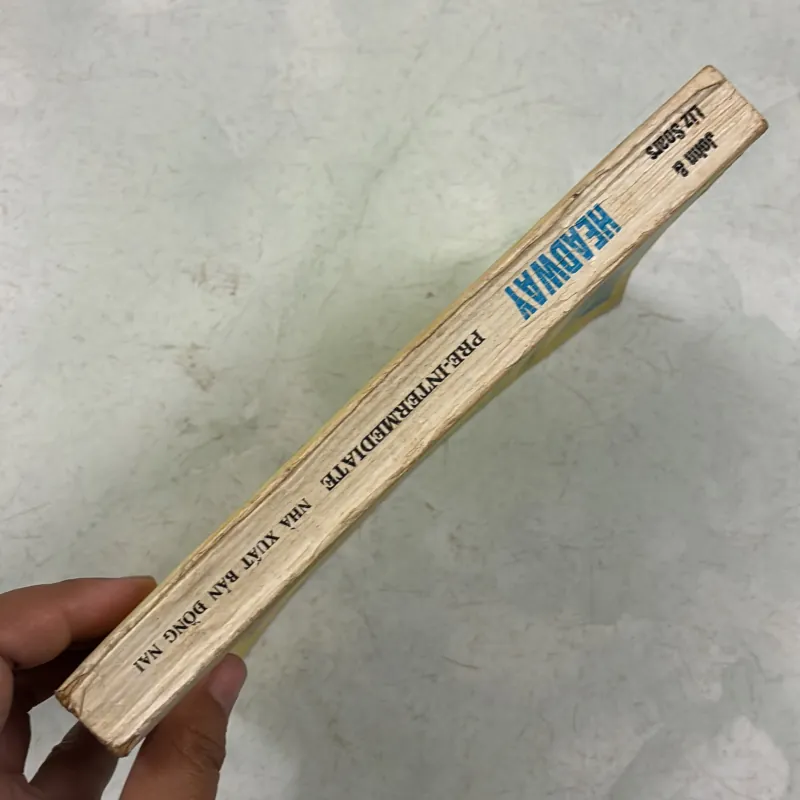 John &
Liz Soars
HEADWAY
PRE-INTERMEDIATE
NHÀ XUẤT BẢN ĐỒNG NAI